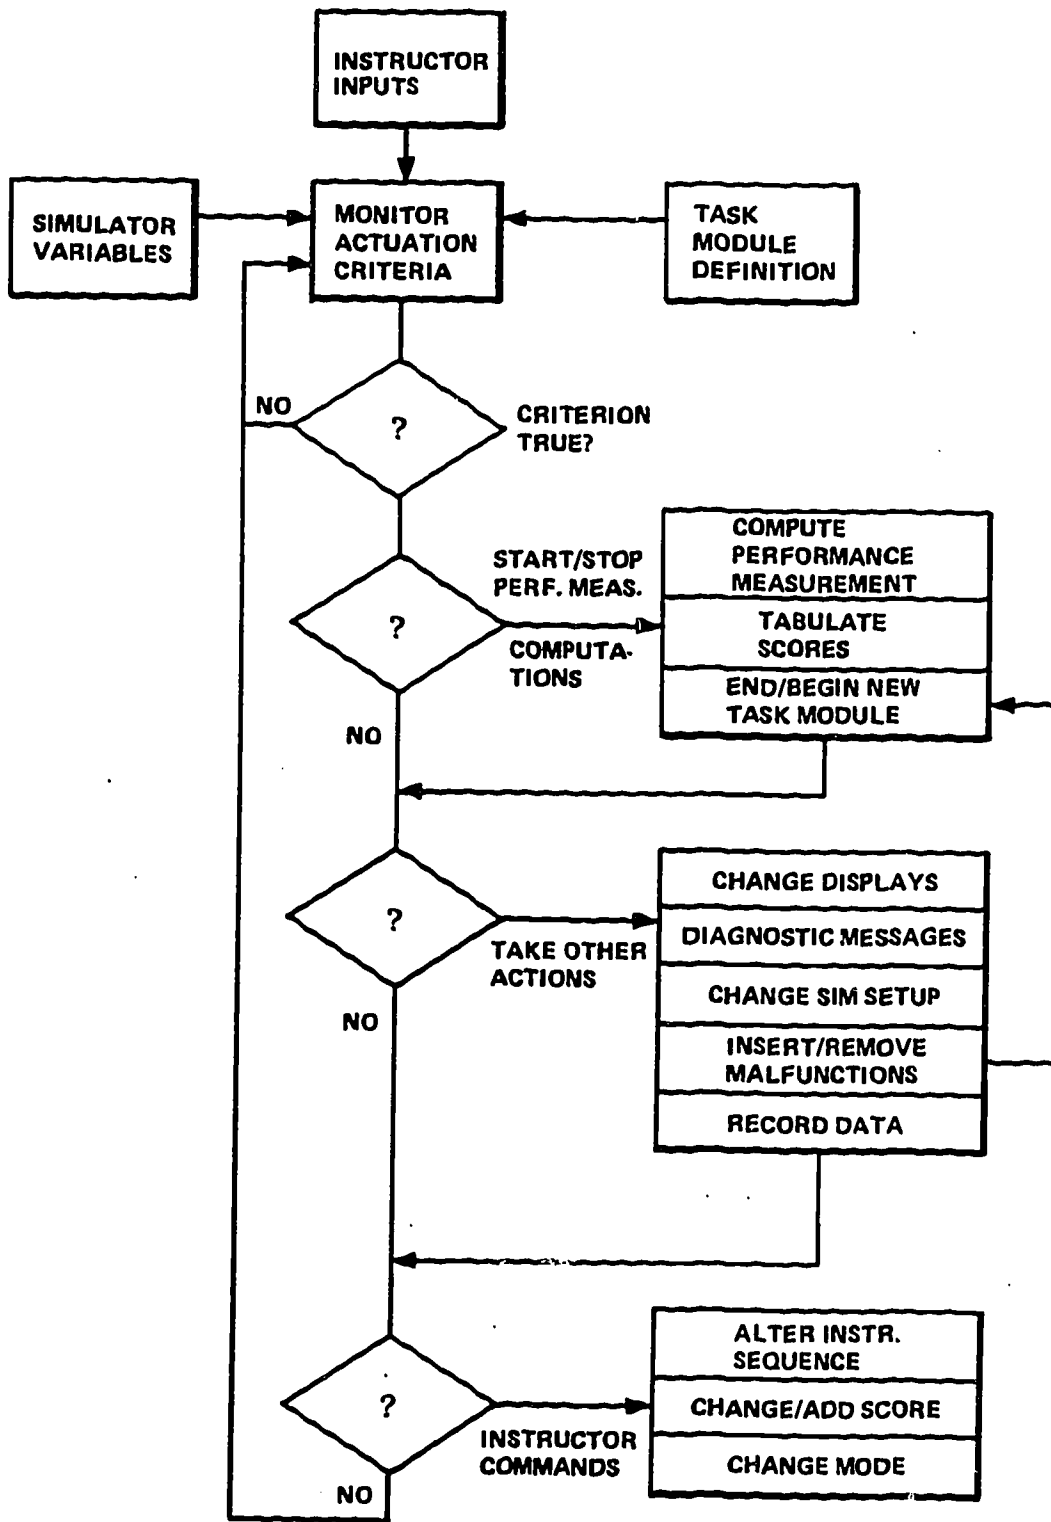 INSTRUCTOR
INPUTS
SIMULATOR
VARIABLES
MONITOR
ACTUATION
CRITERIA
TASK
MODULE
DEFINITION
NO
?
CRITERION
TRUE?
START/STOP
PERF. MEAS.
?
COMPUTA-
TIONS
COMPUTE
PERFORMANCE
MEASUREMENT
TABULATE
SCORES
END/BEGIN NEW
TASK MODULE
NO
?
TAKE OTHER
ACTIONS
CHANGE DISPLAYS
DIAGNOSTIC MESSAGES
CHANGE SIM SETUP
INSERT/REMOVE
MALFUNCTIONS
RECORD DATA
NO
?
INSTRUCTOR
COMMANDS
ALTER INSTR.
SEQUENCE
CHANGE/ADD SCORE
CHANGE MODE
NO